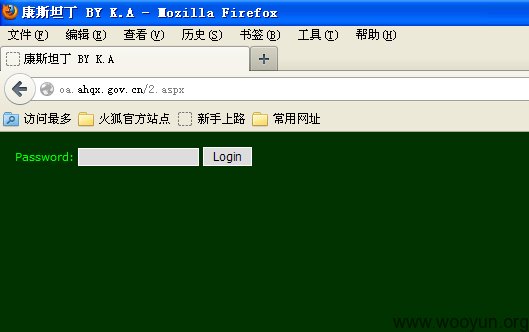 康斯坦丁 BY K.A - Mozilla Firefox
文件(F) 编辑(E) 查看(V) 历史(S) 书签(B) 工具(T) 帮助(H)
康斯坦丁 BY K.A
oa.ahqx.gov.cn/2.aspx
访问最多 火狐官方站点 新手上路 常用网址
Password: Login
www.wooyun.org